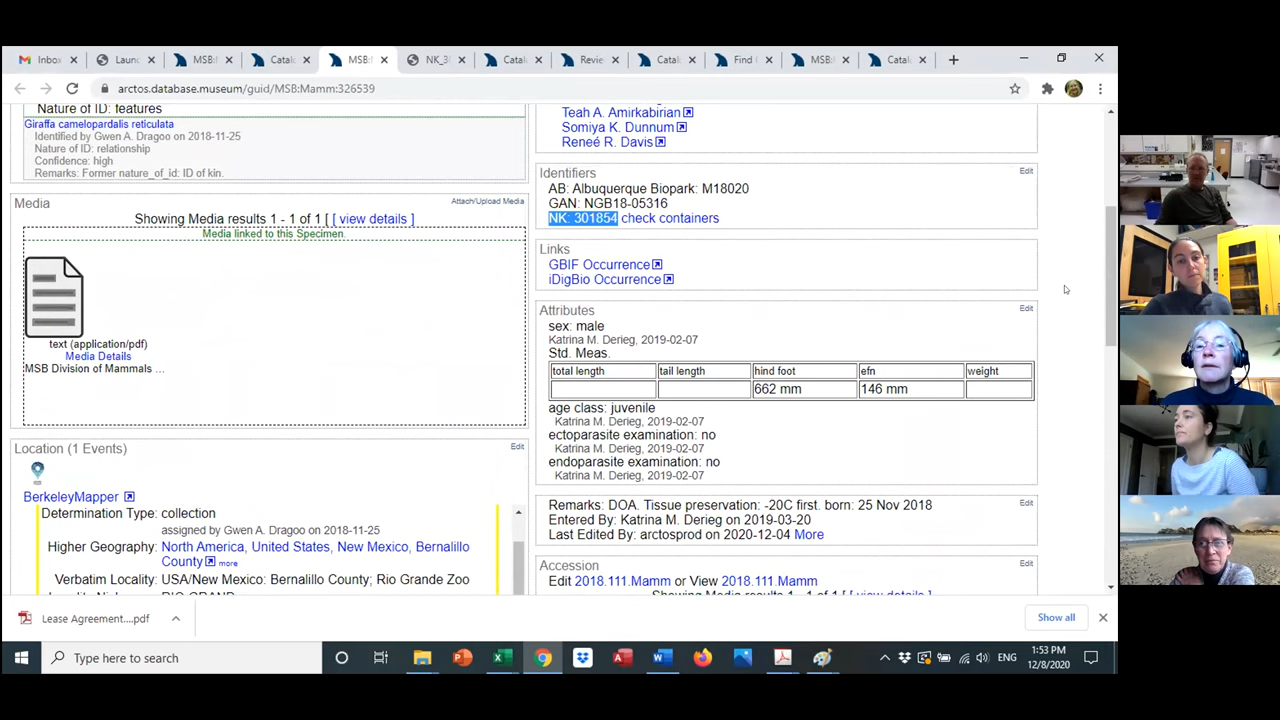 Inbox
Laun
MSB:
Catal
MSB:
NK_3
Catal
Revie
Catal
Find
MSB:
Catal
arctos.database.museum/guid/MSB:Mamm:326539
Nature of ID: features
Giraffa camelopardalis reticulata
Identified by Gwen A. Dragoo on 2018-11-25
Nature of ID: relationship
Confidence: high
Remarks: Former nature_of_id: ID of kin.
Media
Attach/Upload Media
Showing Media results 1 - 1 of 1 [ [ view details ]
Media linked to this Specimen.
text (application/pdf)
Media Details
MSB Division of Mammals ...
Location (1 Events)
Edit
BerkeleyMapper
Determination Type: collection
assigned by Gwen A. Dragoo on 2018-11-25
Higher Geography: North America, United States, New Mexico, Bernalillo
County more
Verbatim Locality: USA/New Mexico: Bernalillo County; Rio Grande Zoo
Teah A. Amirkabirian
Somiya K. Dunnum
Reneé R. Davis
Identifiers
Edit
AB: Albuquerque Biopark: M18020
GAN: NGB18-05316
NK: 301854 check containers
Links
GBIF Occurrence
iDigBio Occurrence
Attributes
Edit
sex: male
Katrina M. Derieg, 2019-02-07
Std. Meas.
total length tail length hind foot efn weight
662 mm 146 mm
age class: juvenile
Katrina M. Derieg, 2019-02-07
ectoparasite examination: no
Katrina M. Derieg, 2019-02-07
endoparasite examination: no
Katrina M. Derieg, 2019-02-07
Remarks: DOA. Tissue preservation: -20C first. born: 25 Nov 2018
Edit
Entered By: Katrina M. Derieg on 2019-03-20
Last Edited By: arctosprod on 2020-12-04 More
Accession
Edit
Edit 2018.111.Mamm or View 2018.111.Mamm
Showing Media results 1 - 1 of 1 [ [ view details ]
Lease Agreement....pdf
Show all
Type here to search
ENG
1:53 PM
12/8/2020